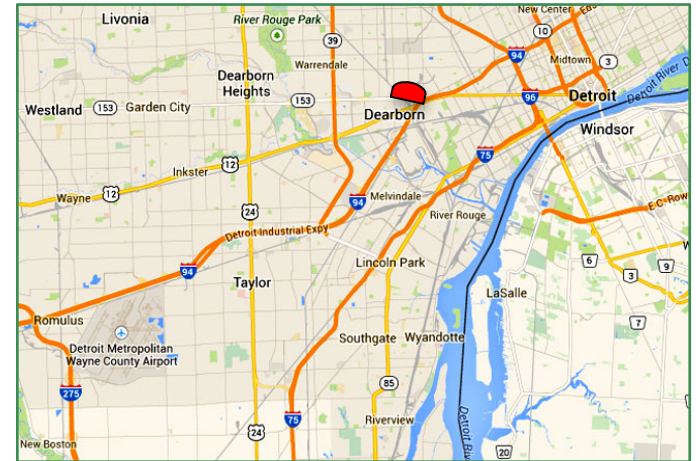 Livonia
River Rouge Park
New Center
39
10
94
Warrendale
Midtown
3
Dearborn
Heights
96
Detroit
Detroit River
Westland
153
Garden City
153
Dearborn
Windsor
75
12
Inkster
Wayne
12
94
Melvindale
24
River Rouge
E.C. Row
Detroit Industrial Expy
6
9
3
94
Taylor
Lincoln Park
LaSalle
Romulus
7
Detroit Metropolitan
Wayne County Airport
Southgate
Wyandotte
85
275
75
Riverview
24
New Boston
20